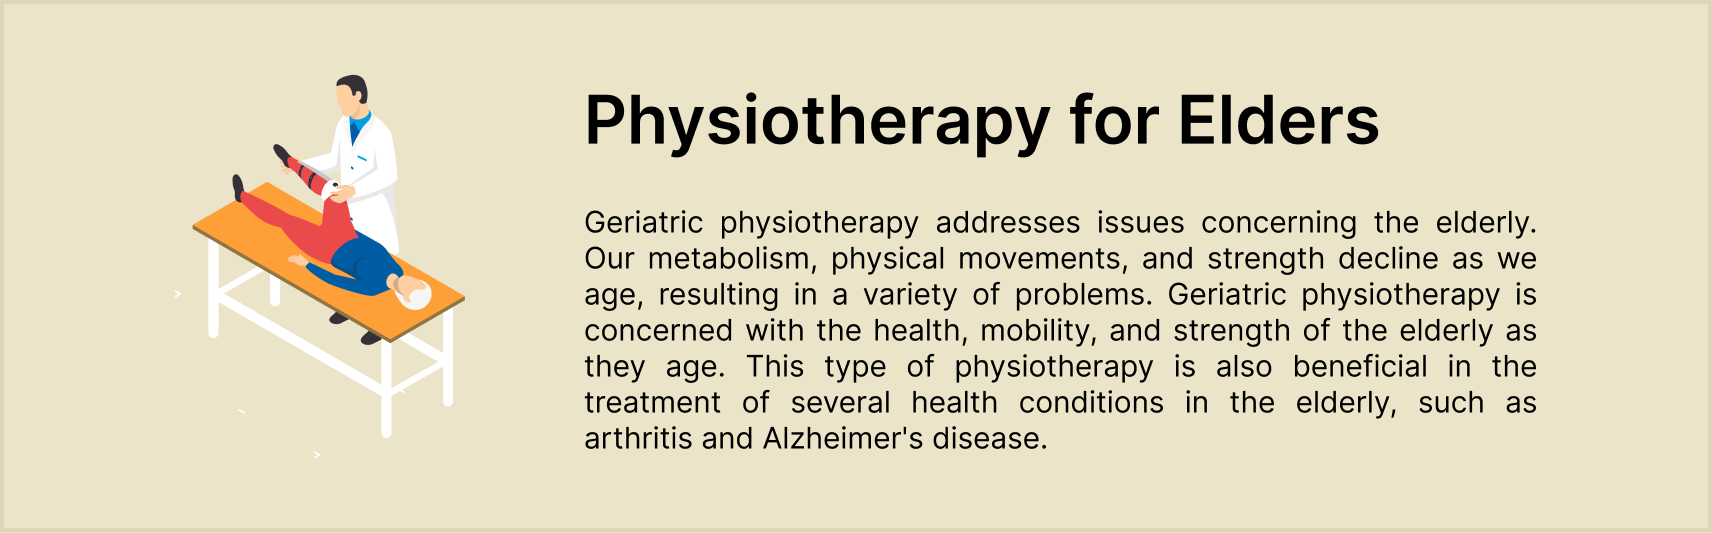 Physiotherapy for Elders
Geriatric physiotherapy addresses issues concerning the elderly.
Our metabolism, physical movements, and strength decline as we
age, resulting in a variety of problems. Geriatric physiotherapy is
concerned with the health, mobility, and strength of the elderly as
they age. This type of physiotherapy is also beneficial in the
treatment of several health conditions in the elderly, such as
arthritis and Alzheimer's disease.